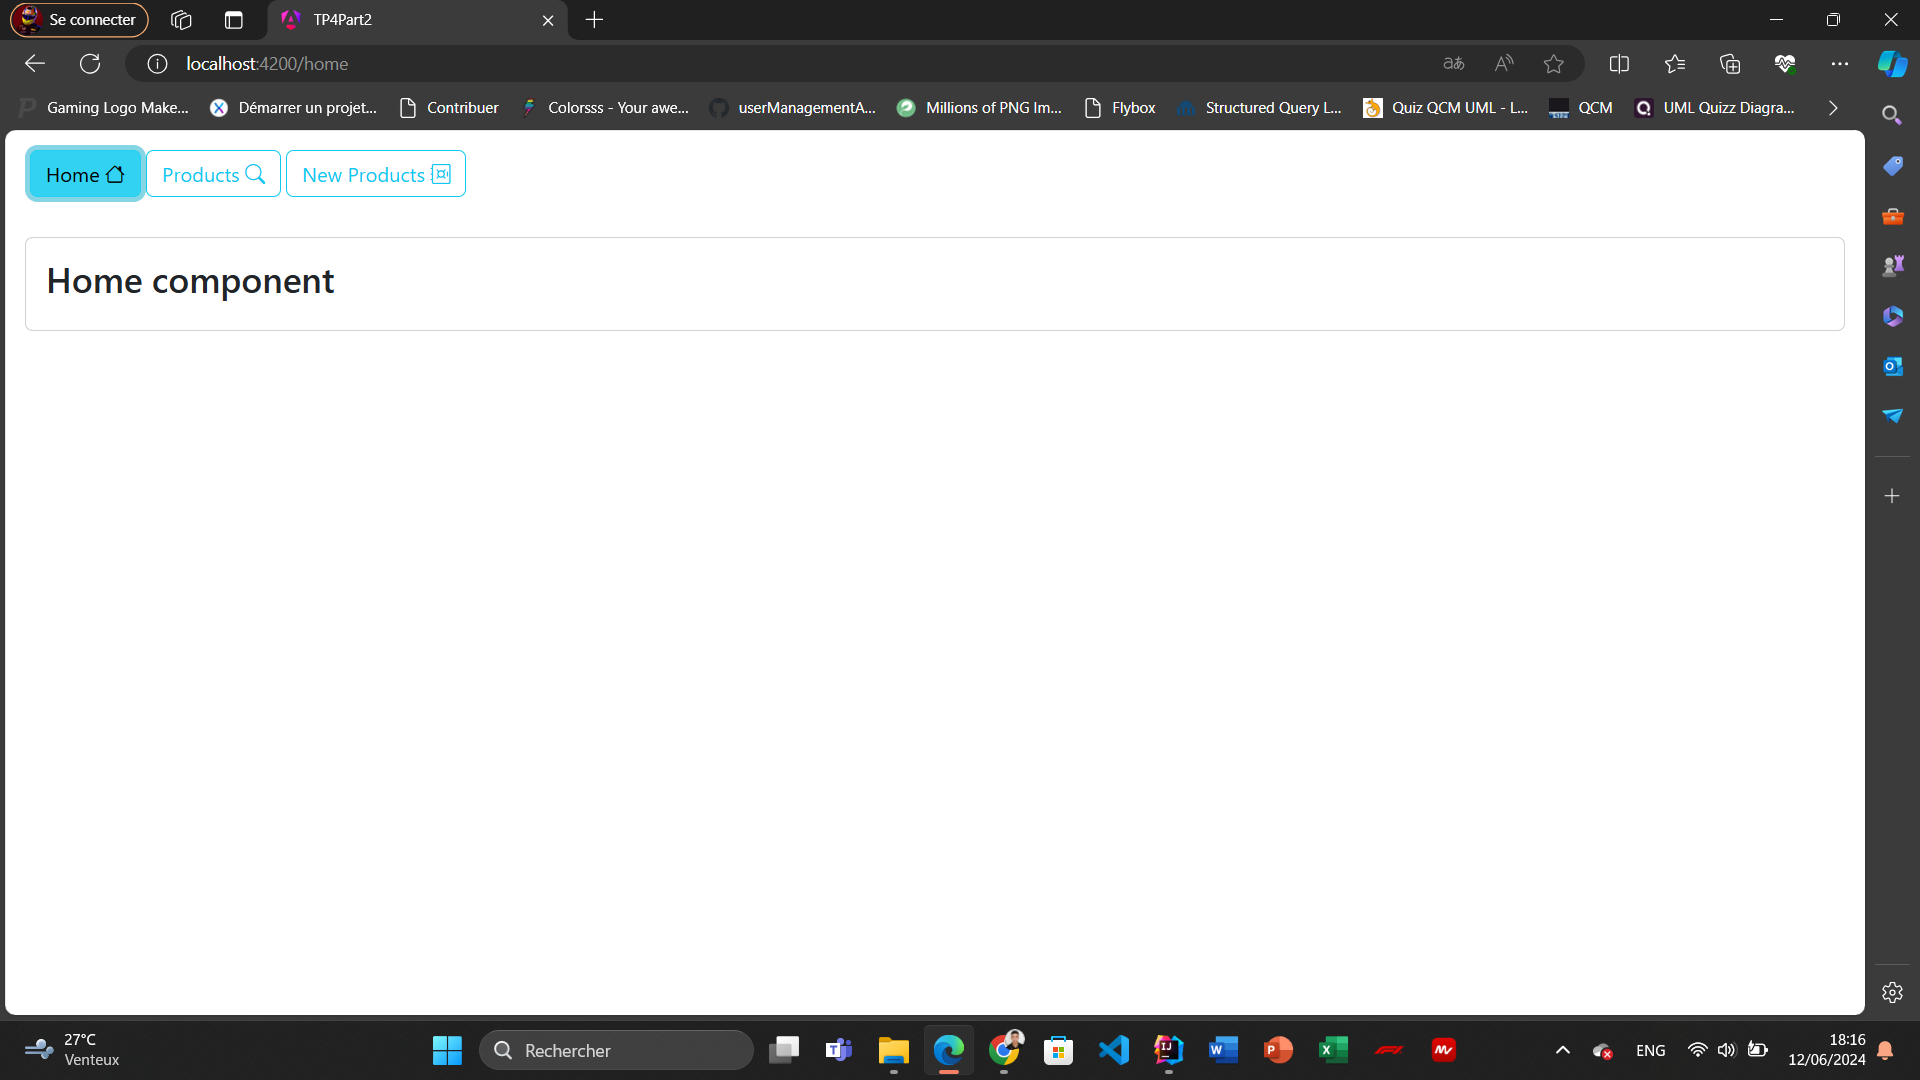 Se connecter
TP4Part2
localhost:4200/home
Gaming Logo Make... Démarrer un projet... Contribuer Colorsss - Your awe... userManagementA... Millions of PNG Im... Flybox Structured Query L... Quiz QCM UML - L... QCM UML Quizz Diagra...
Home Products New Products
Home component
27°C
Venteux
Rechercher
ENG
18:16
12/06/2024